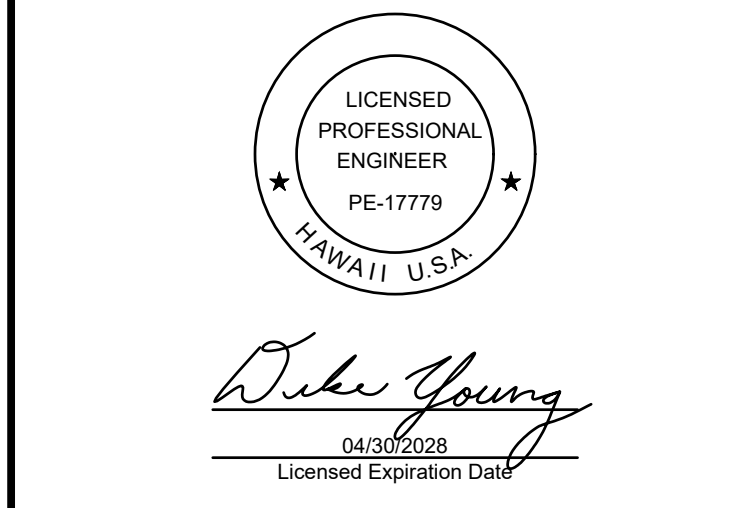 LICENSED
PROFESSIONAL
ENGINEER
PE-17779
HAWAII U.S.A.
Duke Young
04/30/2028
Licensed Expiration Date